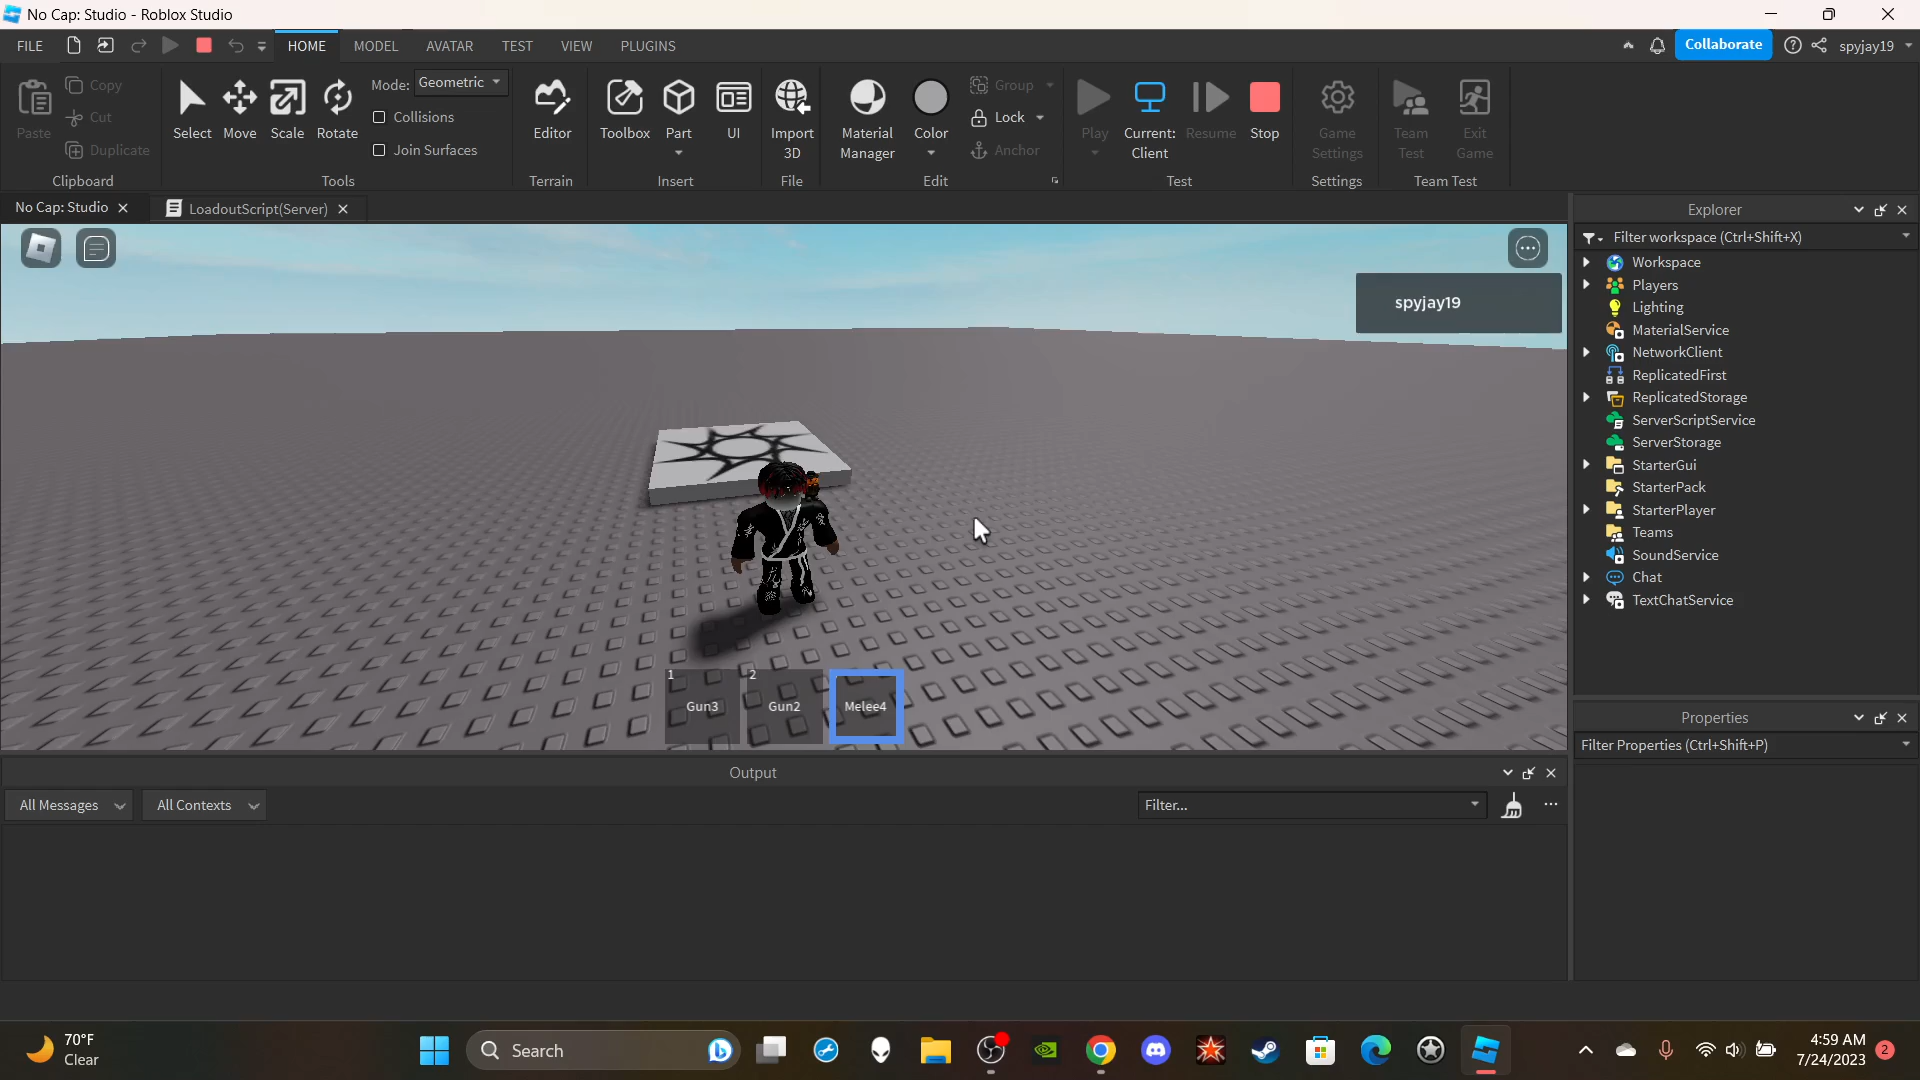 No Cap: Studio - Roblox Studio
FILE HOME MODEL AVATAR TEST VIEW PLUGINS Collaborate spyjay19
Paste Copy Cut Duplicate
Clipboard
Select Move Scale Rotate
Mode: Geometric
Collisions
Join Surfaces
Tools
Editor
Terrain
Toolbox Part UI
Insert
Import 3D
File
Material Manager
Color
Group
Lock
Anchor
Edit
Play Current: Client Resume Stop
Test
Game Settings
Settings
Team Test Exit Game
Team Test
No Cap: Studio LoadoutScript(Server)
spyjay19
1 2
Gun3 Gun2 Melee4
Explorer
Filter workspace (Ctrl+Shift+X)
Workspace
Players
Lighting
MaterialService
NetworkClient
ReplicatedFirst
ReplicatedStorage
ServerScriptService
ServerStorage
StarterGui
StarterPack
StarterPlayer
Teams
SoundService
Chat
TextChatService
Properties
Filter Properties (Ctrl+Shift+P)
Output
All Messages All Contexts Filter...
70°F
Clear
Search
4:59 AM
7/24/2023
2